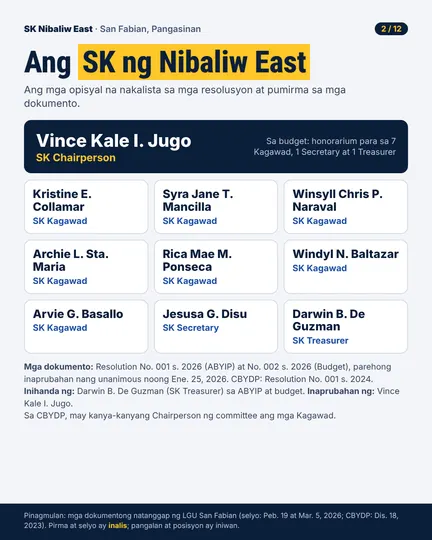 SK Nibaliw East · San Fabian, Pangasinan
2 / 12
Ang SK ng Nibaliw East
Ang mga opisyal na nakalista sa mga resolusyon at pumirma sa mga
dokumento.
Vince Kale I. Jugo
SK Chairperson
Sa budget: honorarium para sa 7
Kagawad, 1 Secretary at 1 Treasurer
Kristine E.
Collamar
SK Kagawad
Syra Jane T.
Mancilla
SK Kagawad
Winsyll Chris P.
Naraval
SK Kagawad
Archie L. Sta.
Maria
SK Kagawad
Rica Mae M.
Ponseca
SK Kagawad
Windyl N. Baltazar
SK Kagawad
Arvie G. Basallo
SK Kagawad
Jesusa G. Disu
SK Secretary
Darwin B. De
Guzman
SK Treasurer
Mga dokumento: Resolution No. 001 s. 2026 (ABYIP) at No. 002 s. 2026 (Budget), parehong
inaprubahan nang unanimous noong Ene. 25, 2026. CBYDP: Resolution No. 001 s. 2024.
Inihanda ng: Darwin B. De Guzman (SK Treasurer) sa ABYIP at budget. Inaprubahan ng: Vince
Kale I. Jugo.
Sa CBYDP, may kanya-kanyang Chairperson ng committee ang mga Kagawad.
Pinagmulan: mga dokumentong natanggap ng LGU San Fabian (selyo: Peb. 19 at Mar. 5, 2026; CBYDP: Dis. 18,
2023). Pirma at selyo ay inalis; pangalan at posisyon ay iniwan.